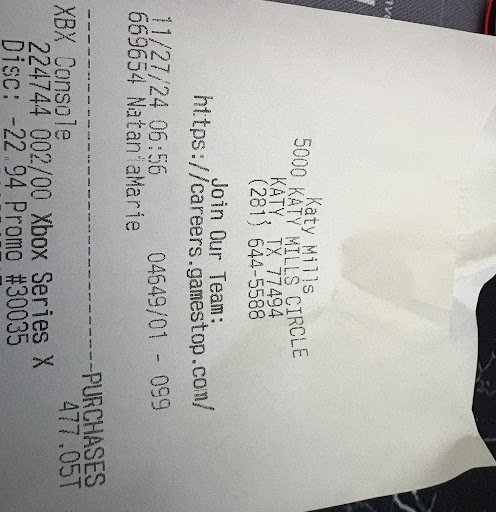 Katy Mills
5000 KATY MILLS CIRCLE
KATY, TX 77494
(281) 644-5588
Join Our Team:
https://careers.gamestop.com/
11/27/24 06:56 04649/01 - 099
669654 NataniaMarie
--------------------------------PURCHASES
XBX Console 477.05T
224744 002/00 Xbox Series X
Disc: -22.94 Promo #30035